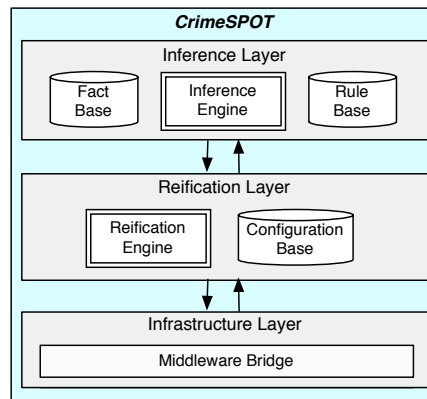 CrimeSPOT
Inference Layer
Fact
Base
Inference
Engine
Rule
Base
Reification Layer
Reification
Engine
Configuration
Base
Infrastructure Layer
Middleware Bridge